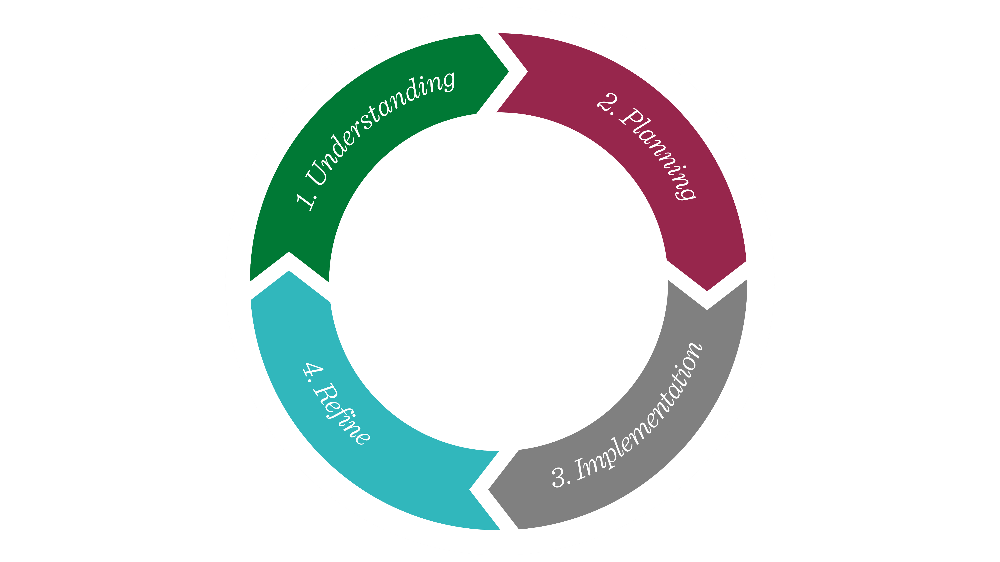 1. Understanding
2. Planning
3. Implementation
4. Refine